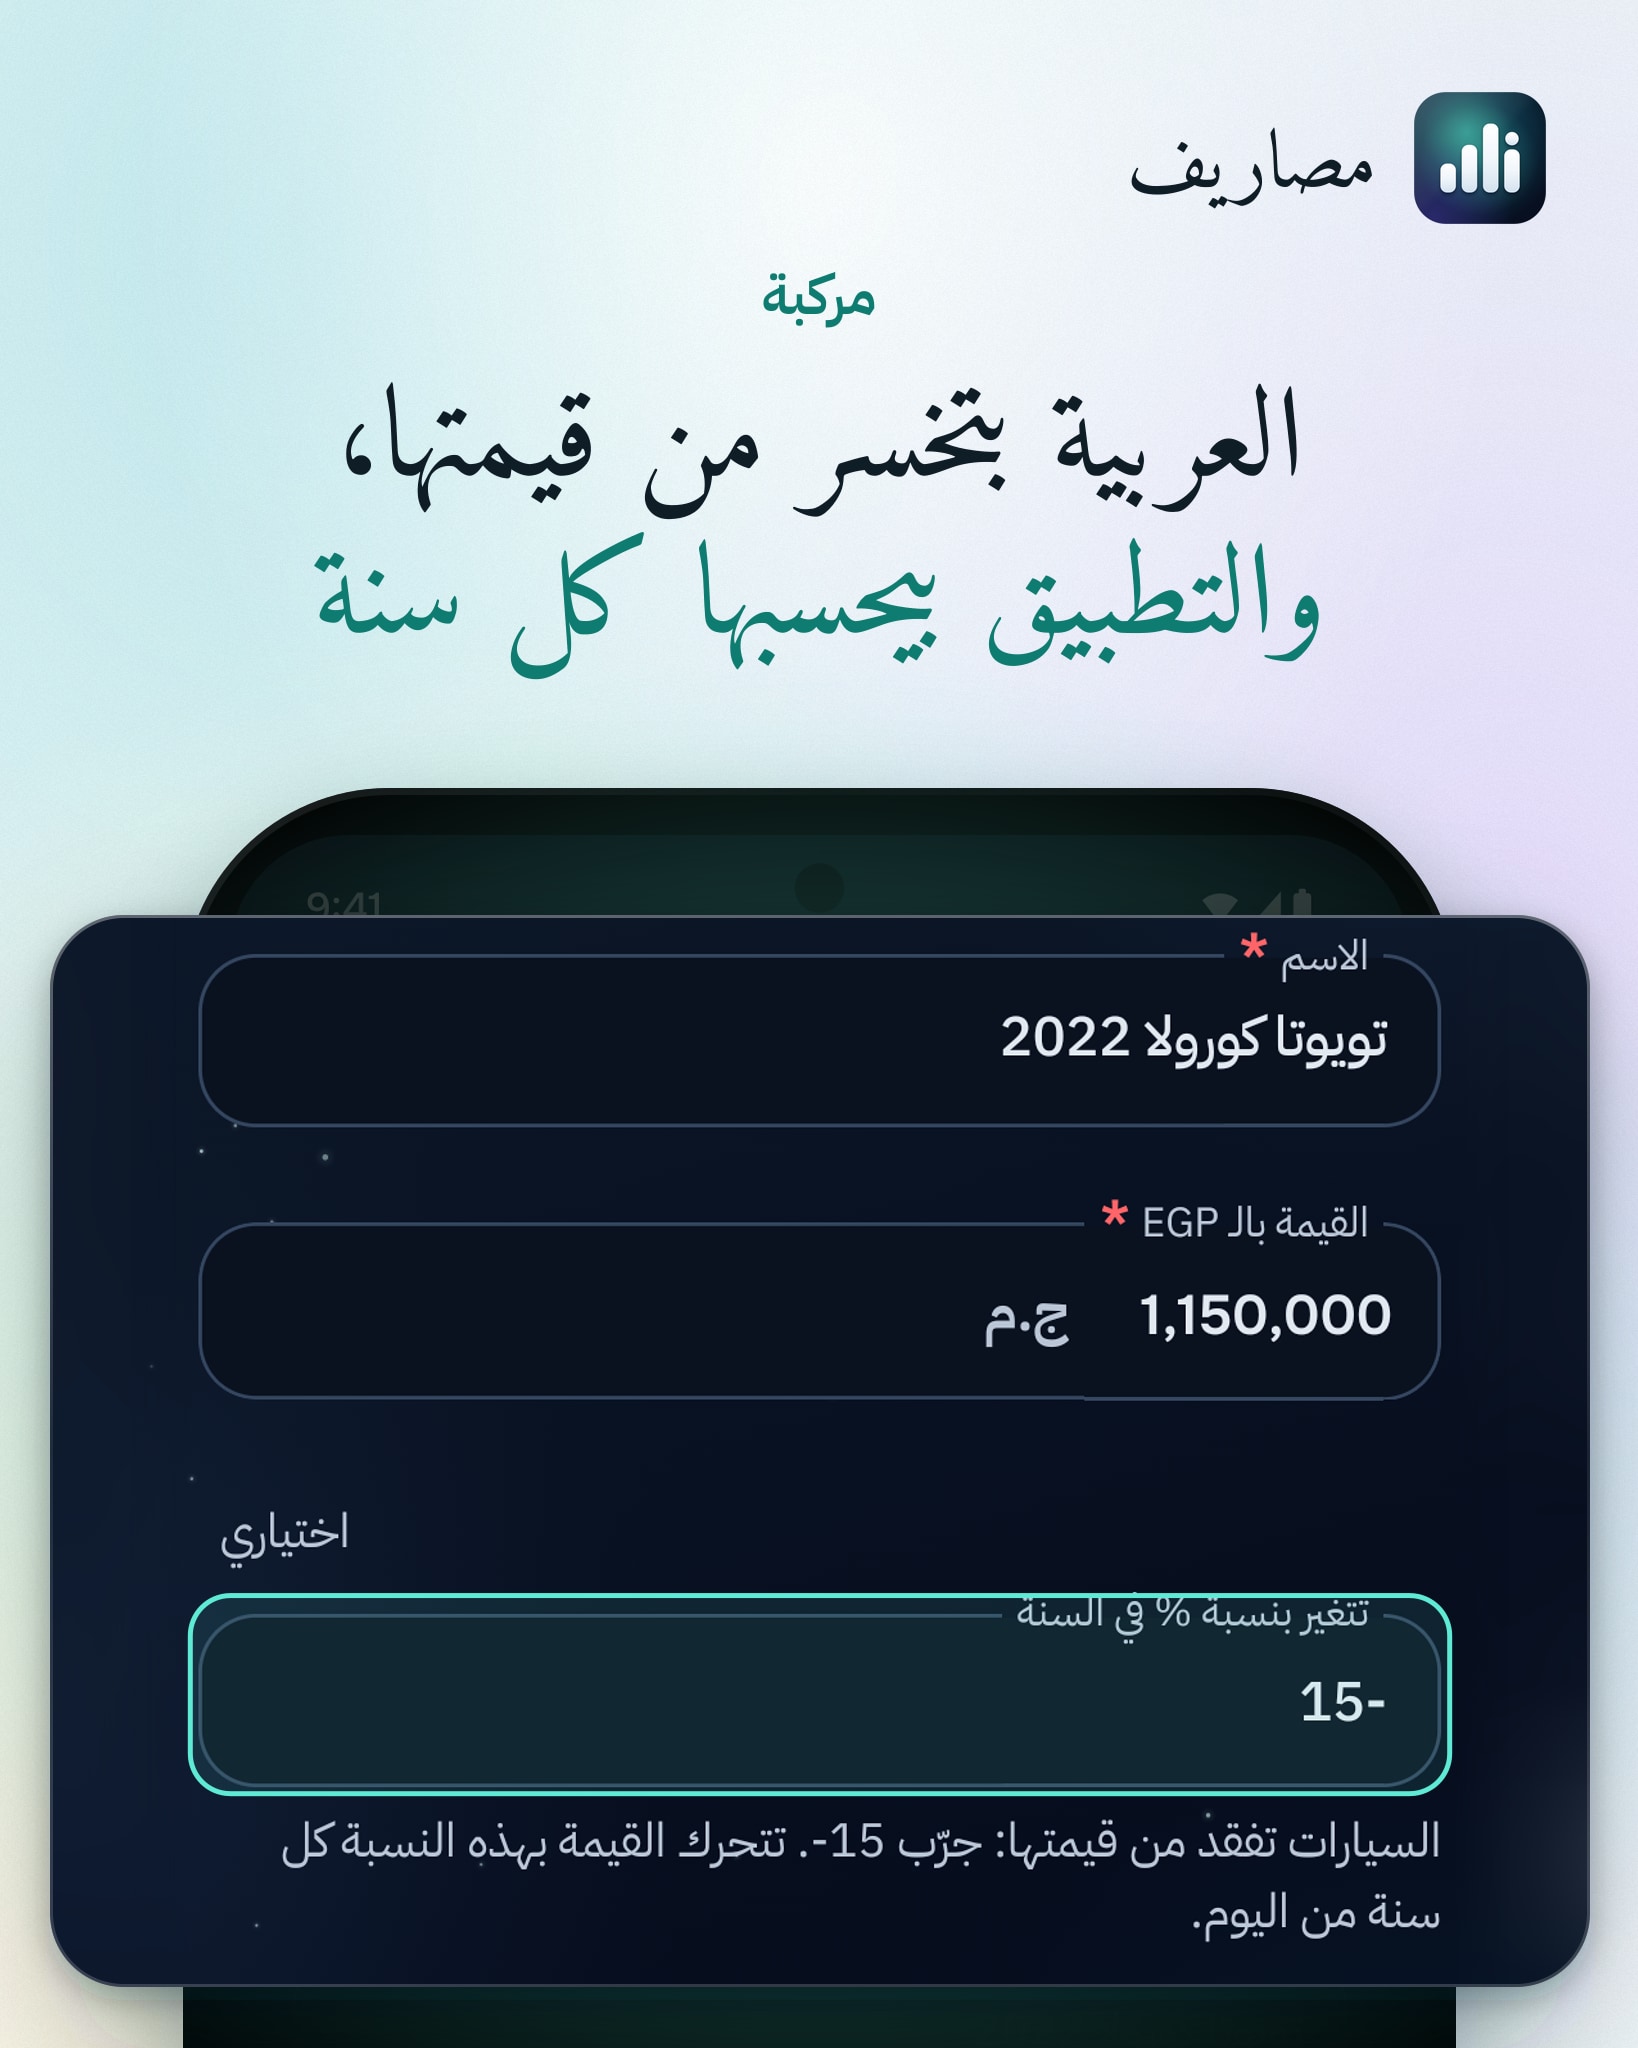 مصاريف
مركبة
العربية بتخسر من قيمتها،
والتطبيق بيحسبها كل سنة
9:41
الاسم *
تويوتا كورولا 2022
القيمة بالـ EGP *
1,150,000 ج.م
اختياري
تتغير بنسبة % في السنة
-15
السيارات تفقد من قيمتها: جرّب 15-. تتحرك القيمة بهذه النسبة كل
سنة من اليوم.